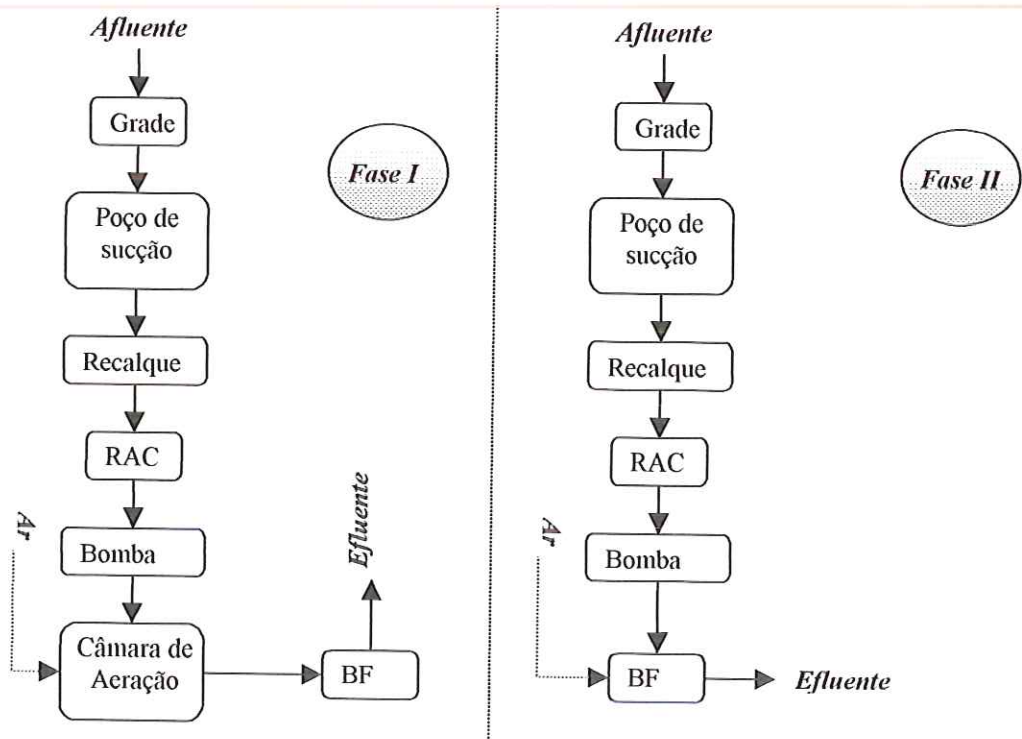 Afluente
Grade
Fase I
Poço de
sucção
Recalque
RAC
Ar
Bomba
Efluente
Câmara de
Aeração
BF
Afluente
Grade
Fase II
Poço de
sucção
Recalque
RAC
Ar
Bomba
BF
Efluente